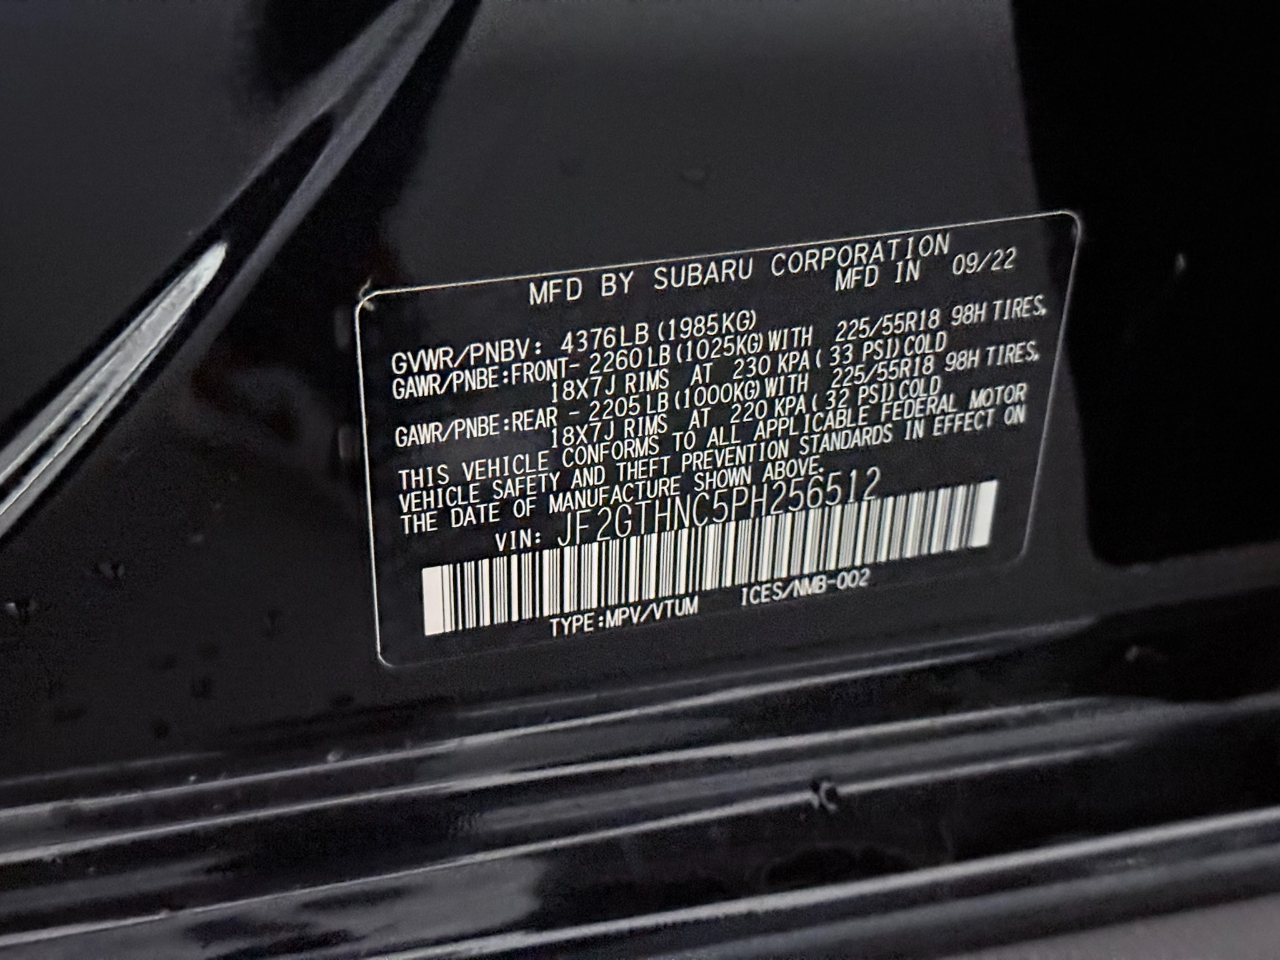 MFD BY SUBARU CORPORATION
MFD IN 09/22
GVWR/PNBV: 4376LB (1985KG)
GAWR/PNBE:FRONT- 2260LB (1025KG)WITH 225/55R18 98H TIRES,
18X7J RIMS AT 230 KPA( 33 PSI)COLD
GAWR/PNBE:REAR - 2205LB (1000KG)WITH 225/55R18 98H TIRES,
18X7J RIMS AT 220 KPA( 32 PSI)COLD
THIS VEHICLE CONFORMS TO ALL APPLICABLE FEDERAL MOTOR
VEHICLE SAFETY AND THEFT PREVENTION STANDARDS IN EFFECT ON
THE DATE OF MANUFACTURE SHOWN ABOVE.
VIN: JF2GTHNC5PH256512
TYPE:MPV/VTUM ICES/NMB-002